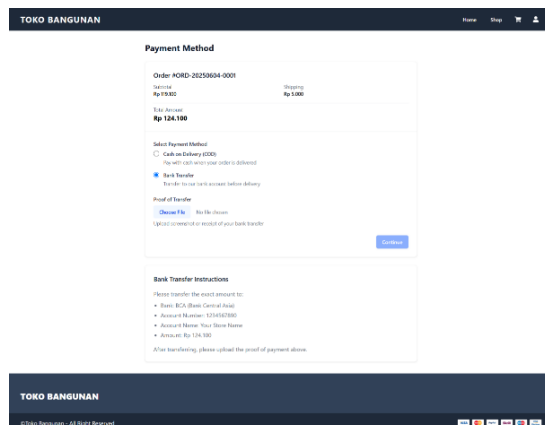 TOKO BANGUNAN
Home Shop
Payment Method
Order #ORD-20250604-0001
Subtotal Shipping
Rp 119.100 Rp 5.000
Total Amount
Rp 124.100
Select Payment Method
Cash on Delivery (COD)
Pay with cash when your order is delivered
Bank Transfer
Transfer to our bank account before delivery
Proof of Transfer
Choose File No file chosen
Upload screenshot or receipt of your bank transfer
Continue
Bank Transfer Instructions
Please transfer the exact amount to:
• Bank: BCA (Bank Central Asia)
• Account Number: 1234567890
• Account Name: Your Store Name
• Amount: Rp 124.100
After transferring, please upload the proof of payment above.
TOKO BANGUNAN
©Toko Bangunan - All Right Reserved
VISA